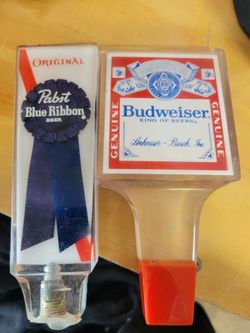 ORIGINAL
Pabst
Blue Ribbon
BEER
GENUINE
Budweiser
KING OF BEERS
Anheuser - Busch, Inc
GENUINE